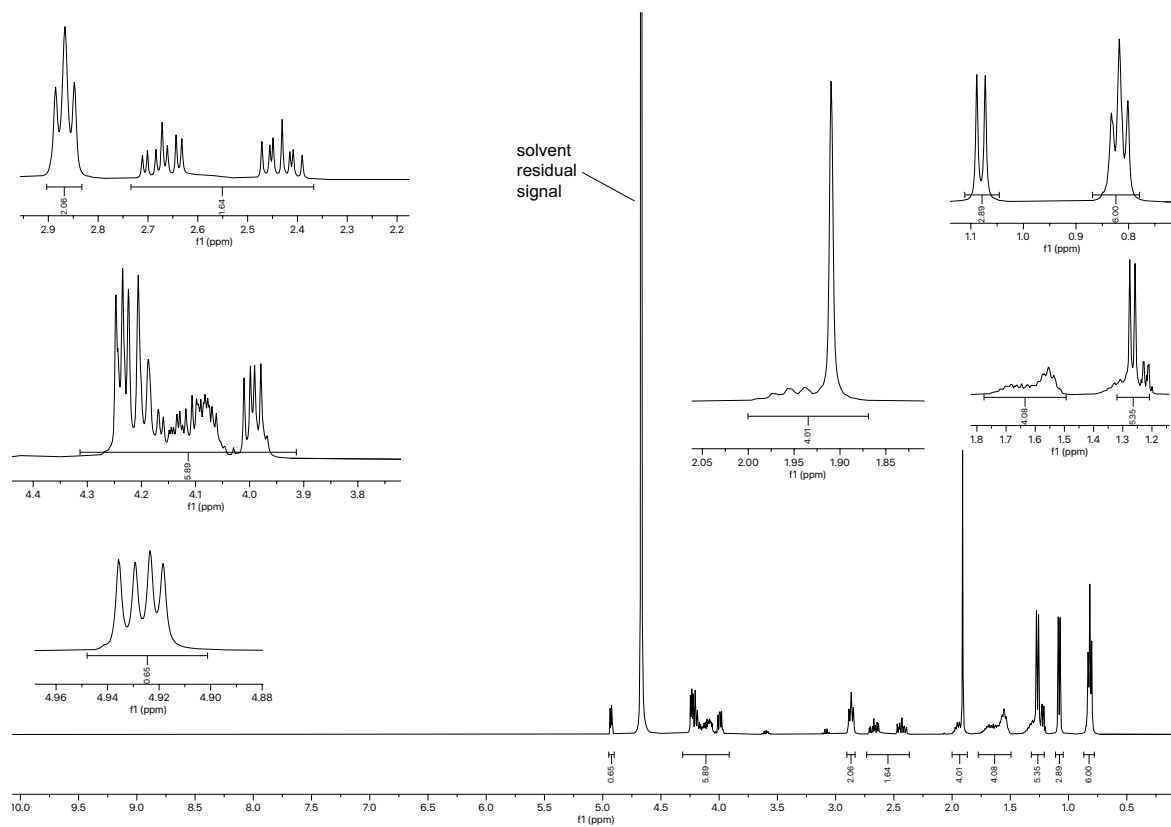 2.06
1.64
2.9 2.8 2.7 2.6 2.5 2.4 2.3 2.2
f1 (ppm)
5.89
4.4 4.3 4.2 4.1 4.0 3.9 3.8
f1 (ppm)
0.65
4.96 4.94 4.92 4.90 4.88
f1 (ppm)
solvent
residual
signal
4.01
2.05 2.00 1.95 1.90 1.85
f1 (ppm)
2.89
6.00
1.1 1.0 0.9 0.8
f1 (ppm)
4.08
5.35
1.8 1.7 1.6 1.5 1.4 1.3 1.2
f1 (ppm)
0.65
5.89
2.06
1.64
4.01
4.08
5.35
2.89
6.00
10.0 9.5 9.0 8.5 8.0 7.5 7.0 6.5 6.0 5.5 5.0 4.5 4.0 3.5 3.0 2.5 2.0 1.5 1.0 0.5
f1 (ppm)